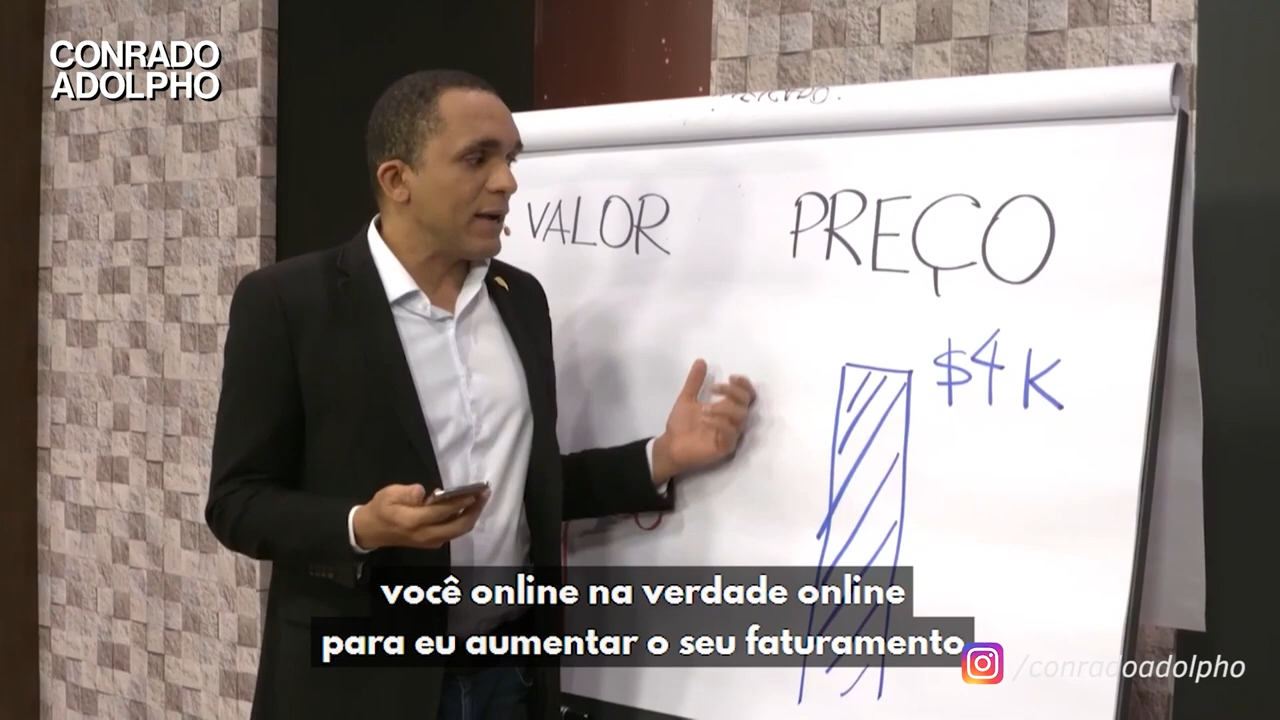 CONRADO
ADOLPHO
VALOR
PREÇO
$4 K
você online na verdade online
para eu aumentar o seu faturamento
/conradoadolpho